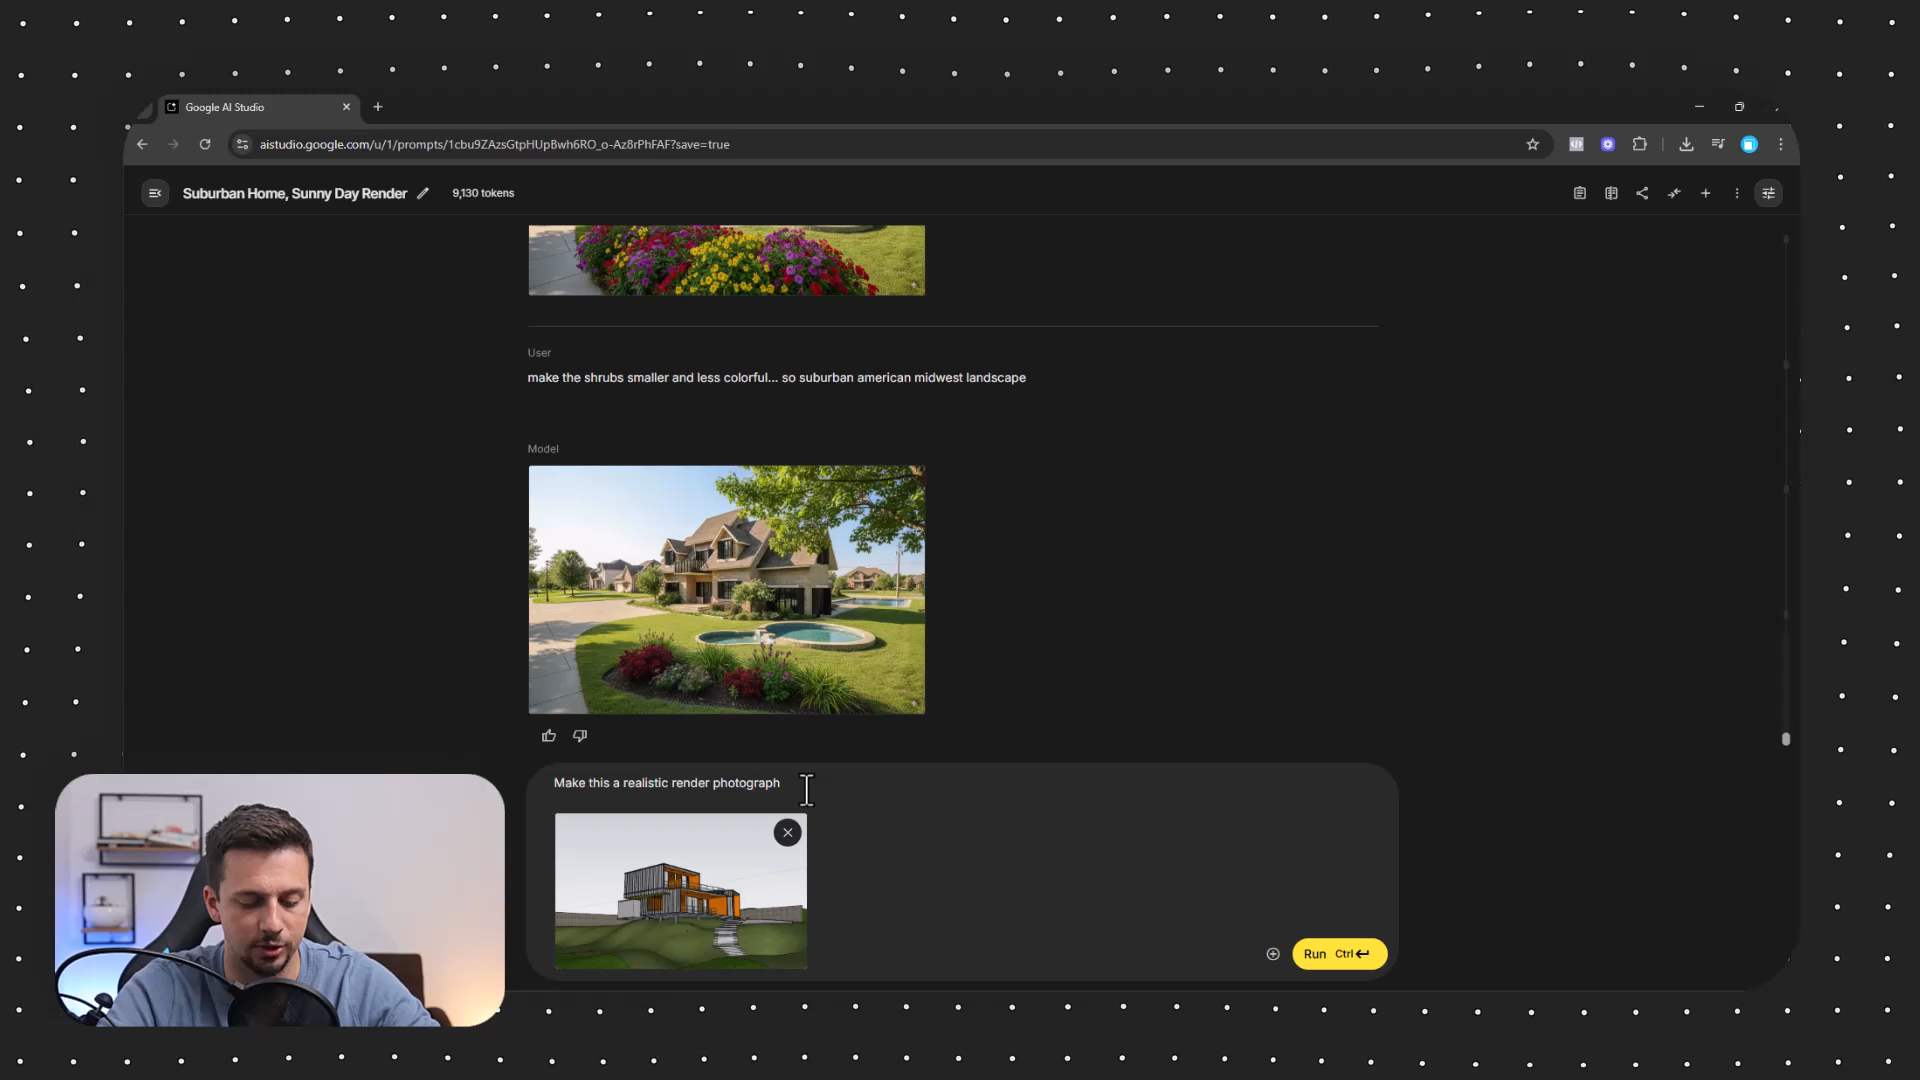 Google AI Studio
aistudio.google.com/u/1/prompts/1cbu9ZAzsGtpHUpBwh6RO_o-Az8rPhFAF?save=true
Suburban Home, Sunny Day Render
9,130 tokens
User
make the shrubs smaller and less colorful... so suburban american midwest landscape
Model
Make this a realistic render photograph
Run Ctrl